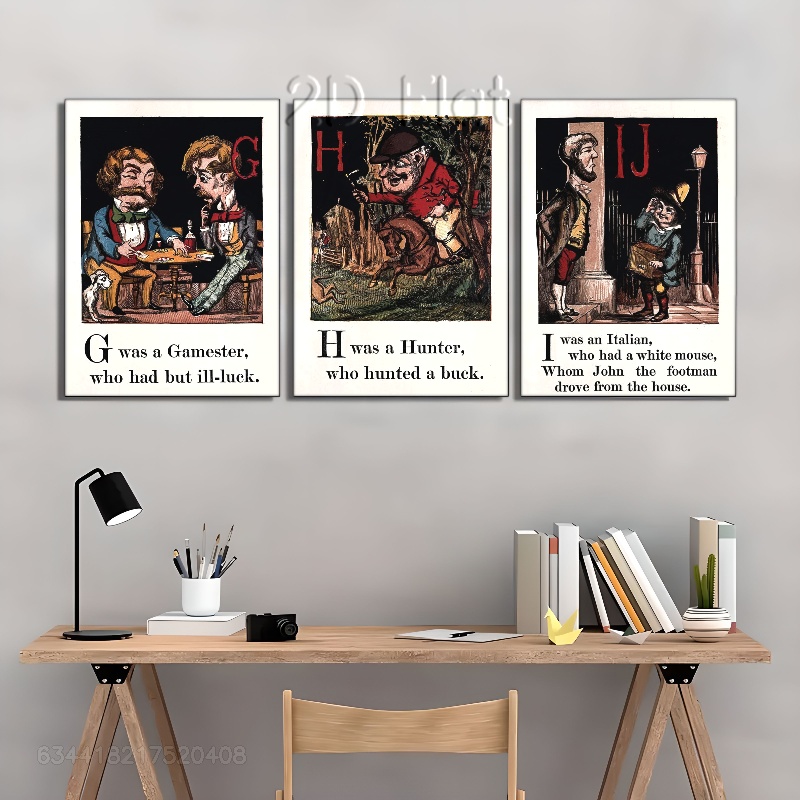 2D Flat
G
G was a Gamester,
who had but ill-luck.
H
H was a Hunter,
who hunted a buck.
IJ
I was an Italian,
who had a white mouse,
Whom John the footman
drove from the house.
634418217520408